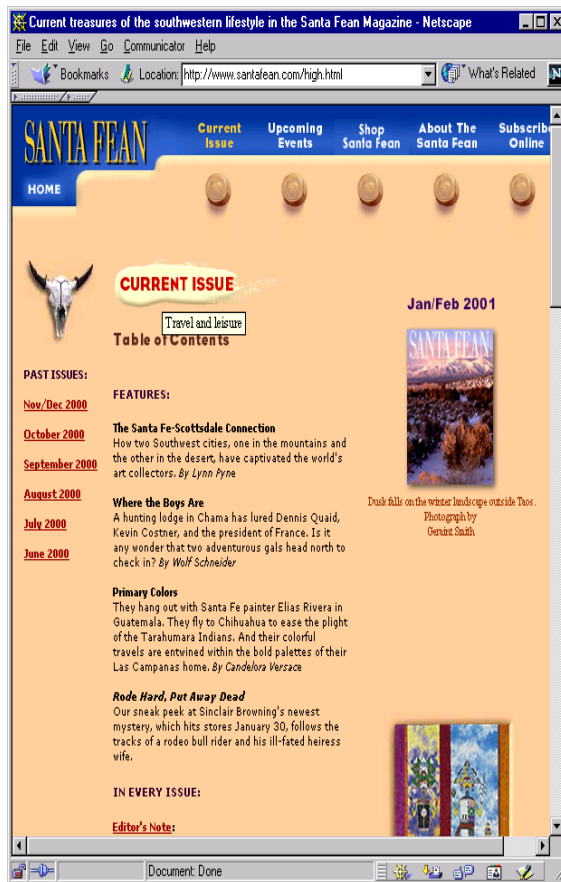 Current treasures of the southwestern lifestyle in the Santa Fean Magazine - Netscape
File Edit View Go Communicator Help
Bookmarks Location: http://www.santafean.com/high.html What's Related N
SANTA FEAN
Current Issue
Upcoming Events
Shop Santa Fean
About The Santa Fean
Subscribe Online
HOME
CURRENT ISSUE
Travel and leisure
Table of Contents
Jan/Feb 2001
SANTA FEAN
Dusk falls on the winter landscape outside Taos.
Photograph by
Geraint Smith
PAST ISSUES:
Nov/Dec 2000
October 2000
September 2000
August 2000
July 2000
June 2000
FEATURES:
The Santa Fe-Scottsdale Connection
How two Southwest cities, one in the mountains and
the other in the desert, have captivated the world's
art collectors. By Lynn Pyne
Where the Boys Are
A hunting lodge in Chama has lured Dennis Quaid,
Kevin Costner, and the president of France. Is it
any wonder that two adventurous gals head north to
check in? By Wolf Schneider
Primary Colors
They hang out with Santa Fe painter Elias Rivera in
Guatemala. They fly to Chihuahua to ease the plight
of the Tarahumara Indians. And their colorful
travels are entwined within the bold palettes of their
Las Campanas home. By Candelora Versace
Rode Hard, Put Away Dead
Our sneak peek at Sinclair Browning's newest
mystery, which hits stores January 30, follows the
tracks of a rodeo bull rider and his ill-fated heiress
wife.
IN EVERY ISSUE:
Editor's Note:
Document: Done